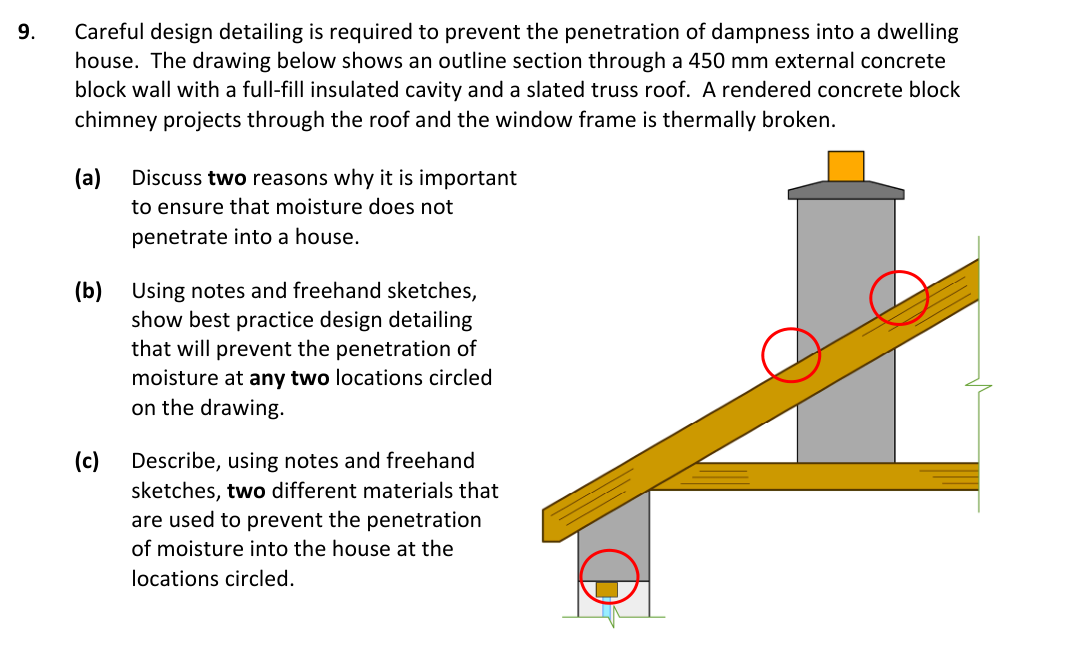 9. Careful design detailing is required to prevent the penetration of dampness into a dwelling
house. The drawing below shows an outline section through a 450 mm external concrete
block wall with a full-fill insulated cavity and a slated truss roof. A rendered concrete block
chimney projects through the roof and the window frame is thermally broken.
(a) Discuss two reasons why it is important
to ensure that moisture does not
penetrate into a house.
(b) Using notes and freehand sketches,
show best practice design detailing
that will prevent the penetration of
moisture at any two locations circled
on the drawing.
(c) Describe, using notes and freehand
sketches, two different materials that
are used to prevent the penetration
of moisture into the house at the
locations circled.